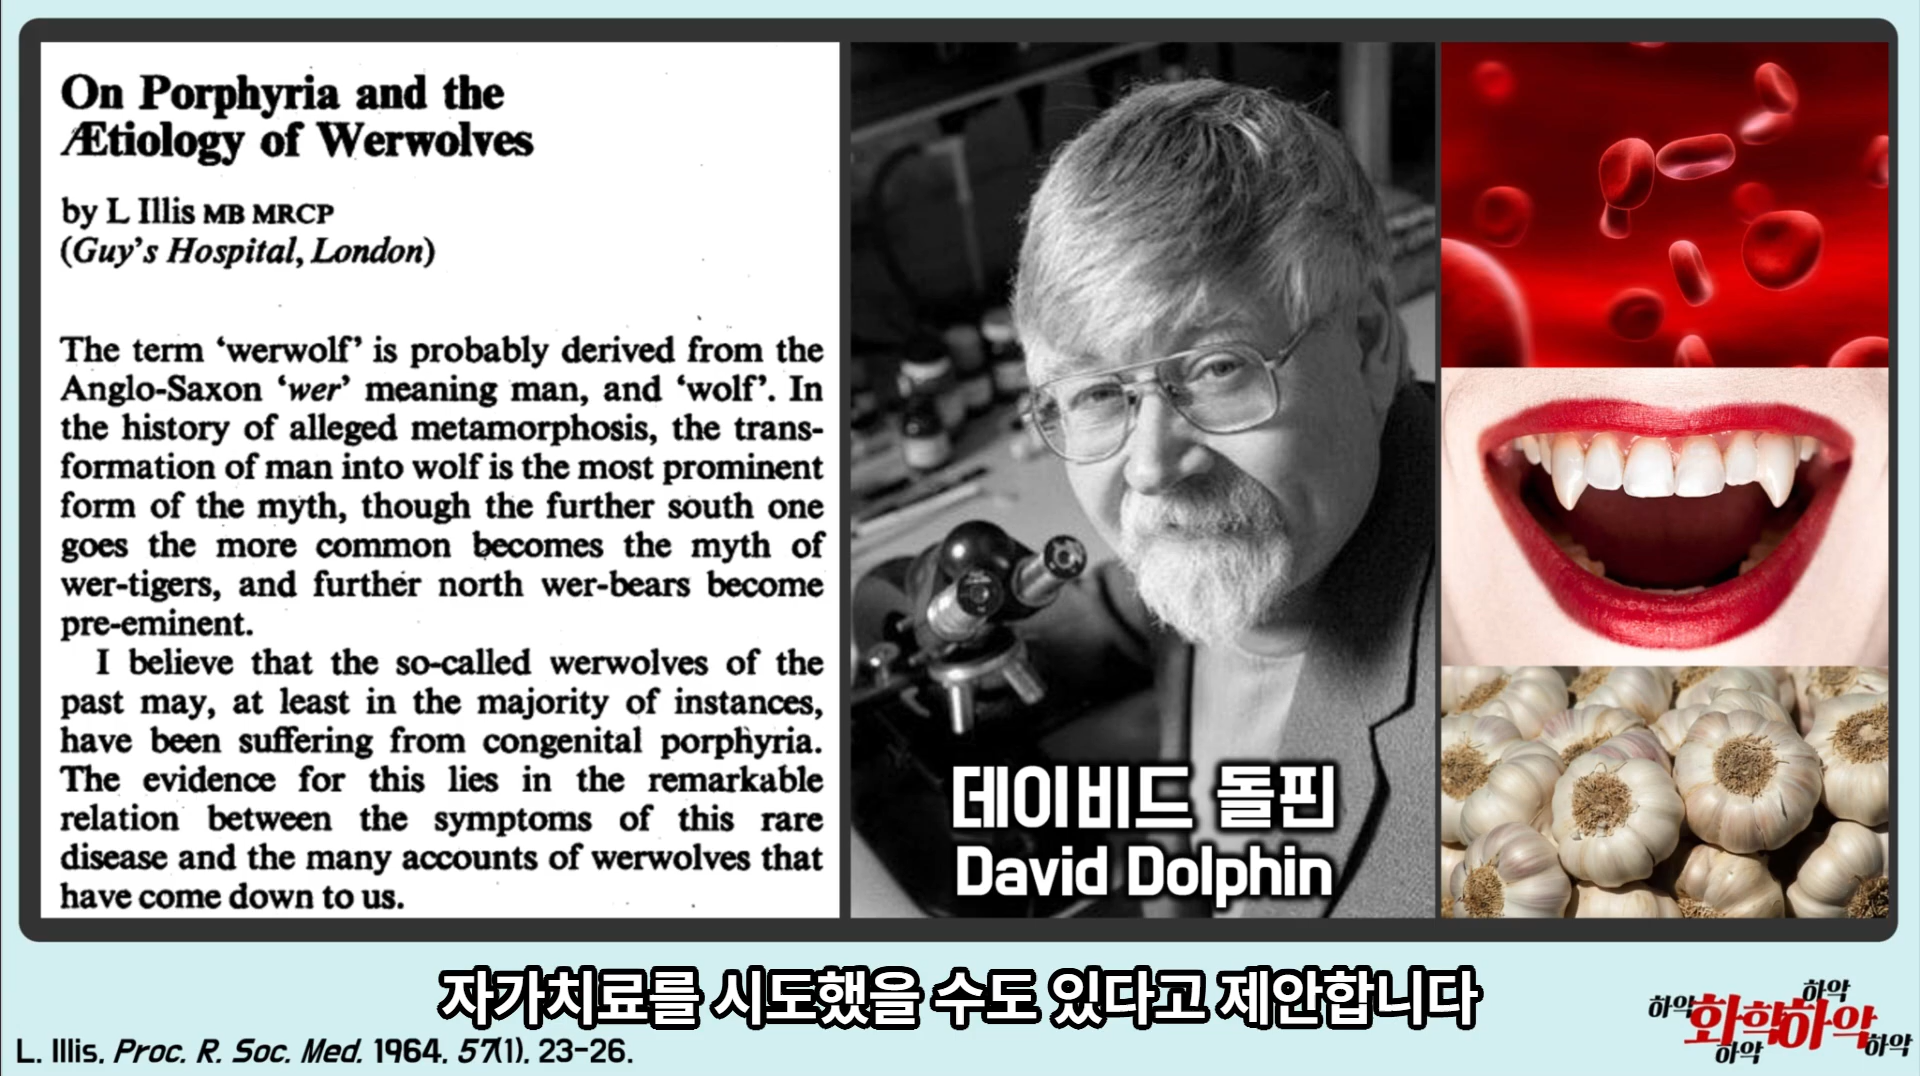 On Porphyria and the
Ætiology of Werwolves
by L Illis MB MRCP
(Guy's Hospital, London)
The term ‘werwolf’ is probably derived from the
Anglo-Saxon ‘wer’ meaning man, and ‘wolf’. In
the history of alleged metamorphosis, the trans-
formation of man into wolf is the most prominent
form of the myth, though the further south one
goes the more common becomes the myth of
wer-tigers, and further north wer-bears become
pre-eminent.
I believe that the so-called werwolves of the
past may, at least in the majority of instances,
have been suffering from congenital porphyria.
The evidence for this lies in the remarkable
relation between the symptoms of this rare
disease and the many accounts of werwolves that
have come down to us.
데이비드 돌핀
David Dolphin
자가치료를 시도했을 수도 있다고 제안합니다
L. Illis. Proc. R. Soc. Med. 1964. 57(1). 23-26.
하악
하악
화학하악
하악
하악